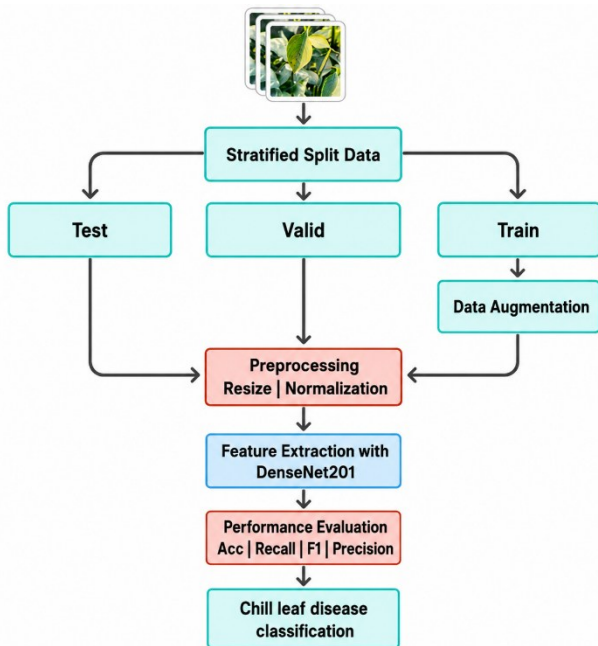 Stratified Split Data
Test
Valid
Train
Data Augmentation
Preprocessing
Resize | Normalization
Feature Extraction with
DenseNet201
Performance Evaluation
Acc | Recall | F1 | Precision
Chill leaf disease
classification